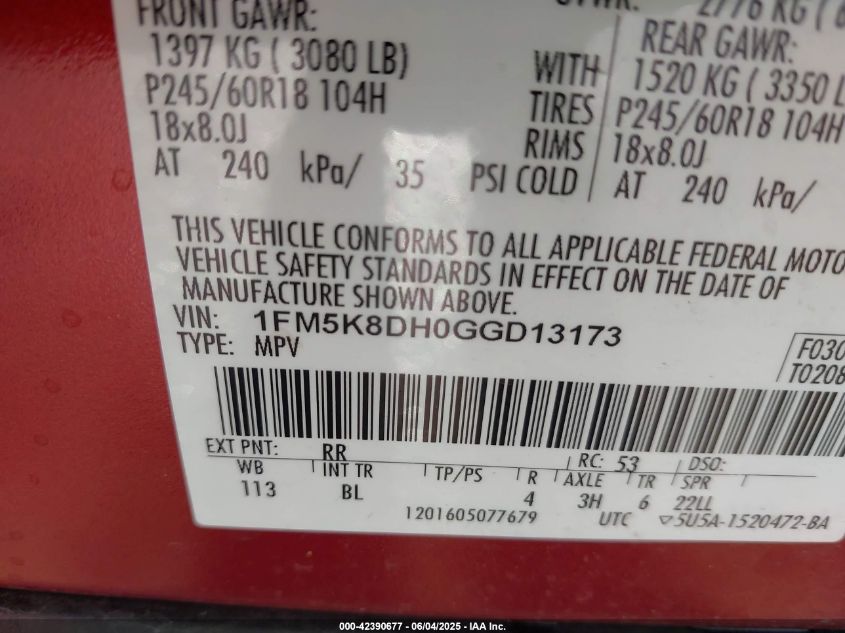 FRONT GAWR: 2776 KG (
1397 KG ( 3080 LB) REAR GAWR:
P245/60R18 104H WITH 1520 KG ( 3350 L
18x8.0J TIRES P245/60R18 104H
RIMS 18x8.0J
AT 240 kPa/ 35 PSI COLD AT 240 kPa/
THIS VEHICLE CONFORMS TO ALL APPLICABLE FEDERAL MOTO
VEHICLE SAFETY STANDARDS IN EFFECT ON THE DATE OF
MANUFACTURE SHOWN ABOVE.
VIN: 1FM5K8DH0GGD13173
TYPE: MPV F030
T0208
EXT PNT: RR RC: 53 DSO:
WB INT TR TP/PS R AXLE TR SPR
113 BL 4 3H 6 22LL
1201605077679 UTC ▽5U5A-1520472-BA
000-42390677 - 06/04/2025 - IAA Inc.